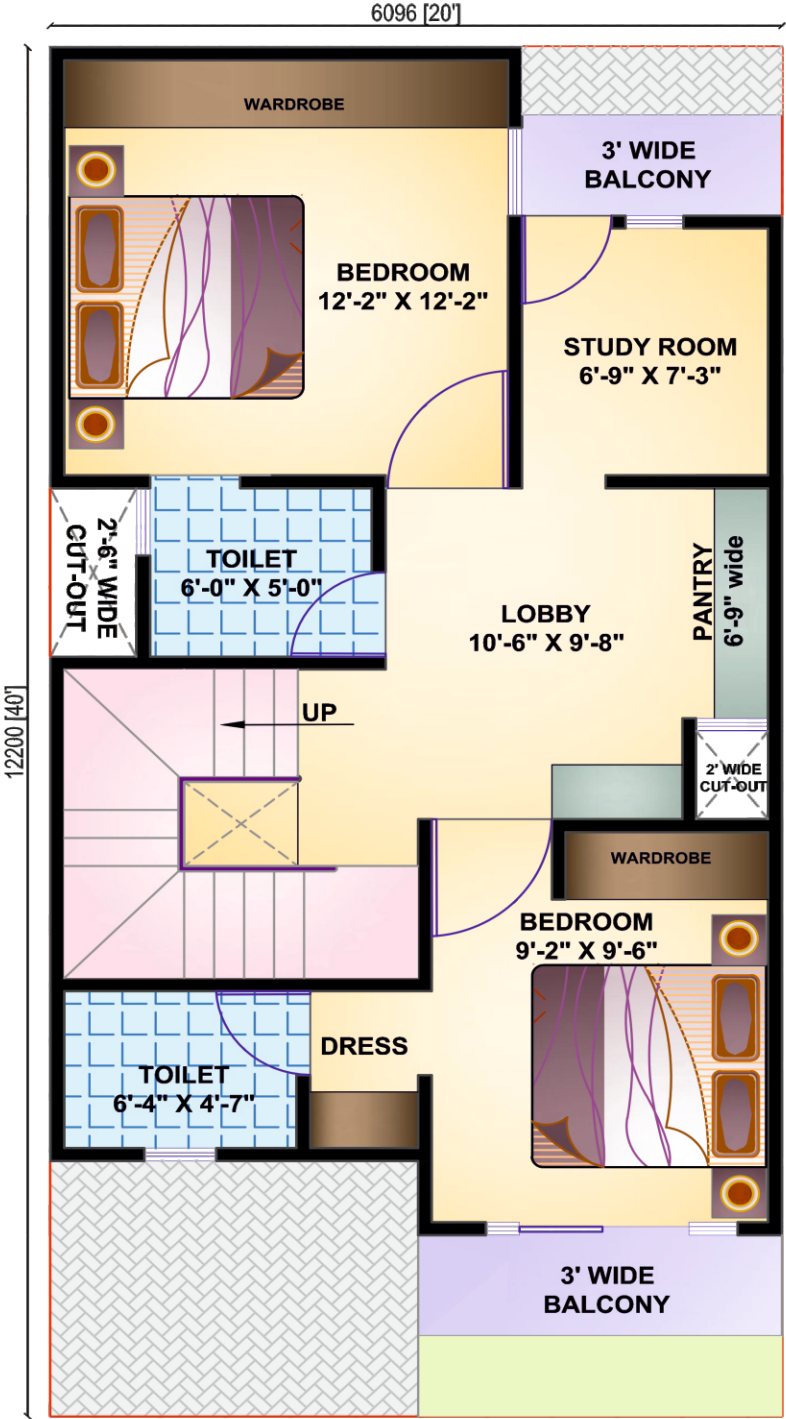 6096 [20']
WARDROBE
3' WIDE
BALCONY
BEDROOM
12'-2" X 12'-2"
STUDY ROOM
6'-9" X 7'-3"
2'-6" WIDE
CUT-OUT
TOILET
6'-0" X 5'-0"
LOBBY
10'-6" X 9'-8"
PANTRY
6'-9" wide
12200 [40']
UP
2' WIDE
CUT-OUT
WARDROBE
BEDROOM
9'-2" X 9'-6"
DRESS
TOILET
6'-4" X 4'-7"
3' WIDE
BALCONY